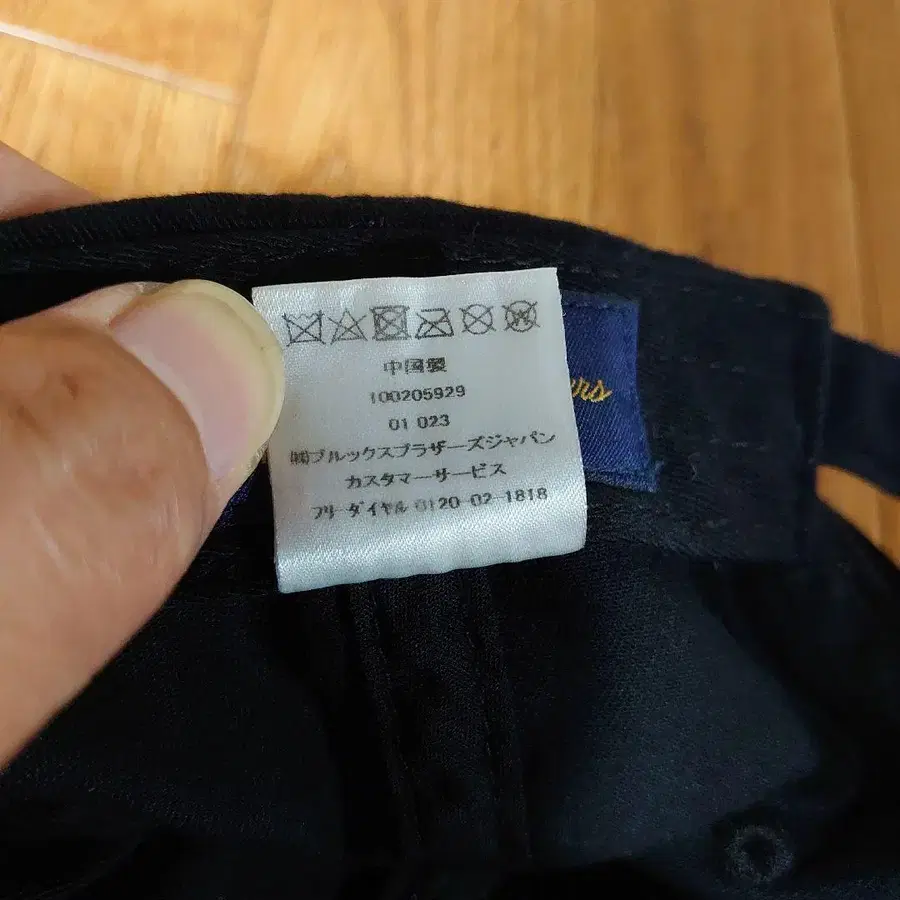 中国製
100205929
01 023
㈱ブルックスブラザーズジャパン
カスタマーサービス
フリーダイヤル 0120-02-1818